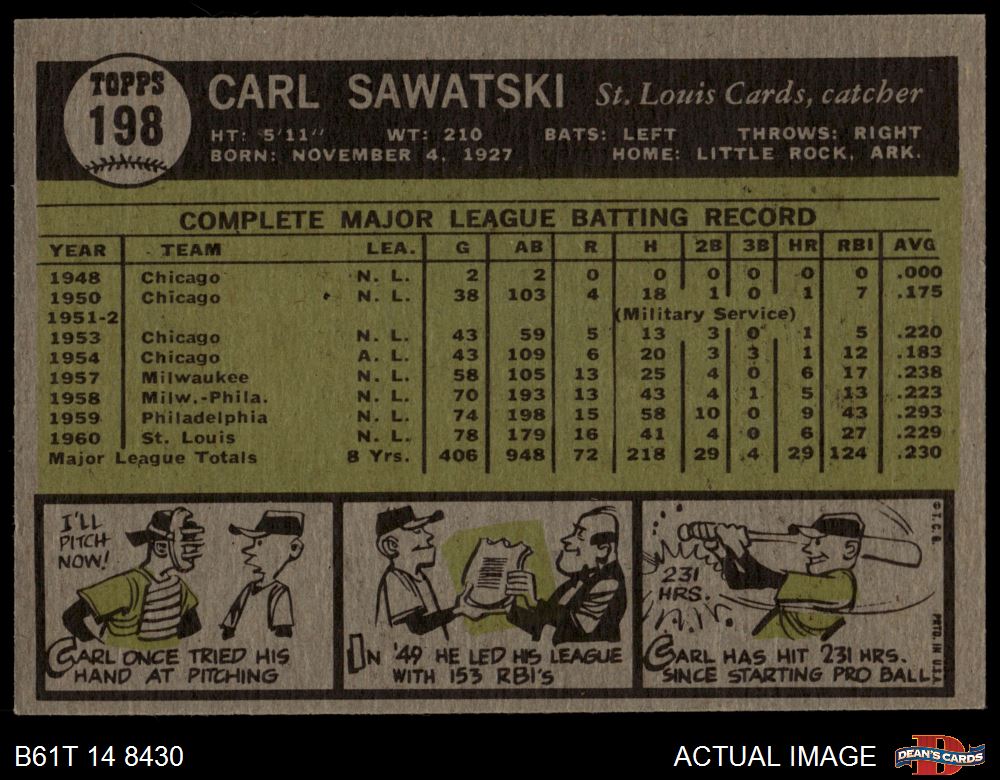 TOPPS
198
CARL SAWATSKI St. Louis Cards, catcher
HT: 5'11" WT: 210 BATS: LEFT THROWS: RIGHT
BORN: NOVEMBER 4, 1927 HOME: LITTLE ROCK, ARK.
COMPLETE MAJOR LEAGUE BATTING RECORD
YEAR TEAM LEA. G AB R H 2B 3B HR RBI AVG
1948 Chicago N. L. 2 2 0 0 0 0 0 0 .000
1950 Chicago N. L. 38 103 4 18 1 0 1 7 .175
1951-2 (Military Service)
1953 Chicago N. L. 43 59 5 13 3 0 1 5 .220
1954 Chicago A. L. 43 109 6 20 3 3 1 12 .183
1957 Milwaukee N. L. 58 105 13 25 4 0 6 17 .238
1958 Milw.-Phila. N. L. 70 193 13 43 4 1 5 13 .223
1959 Philadelphia N. L. 74 198 15 58 10 0 9 43 .293
1960 St. Louis N. L. 78 179 16 41 4 0 6 27 .229
Major League Totals 8 Yrs. 406 948 72 218 29 4 29 124 .230
I'LL
PITCH
NOW!
CARL ONCE TRIED HIS
HAND AT PITCHING
IN '49 HE LED HIS LEAGUE
WITH 153 RBI'S
231
HRS.
CARL HAS HIT 231 HRS.
SINCE STARTING PRO BALL
© T. C. G.
PRTD. IN U.S.A.
B61T 14 8430
ACTUAL IMAGE
DEAN'S CARDS